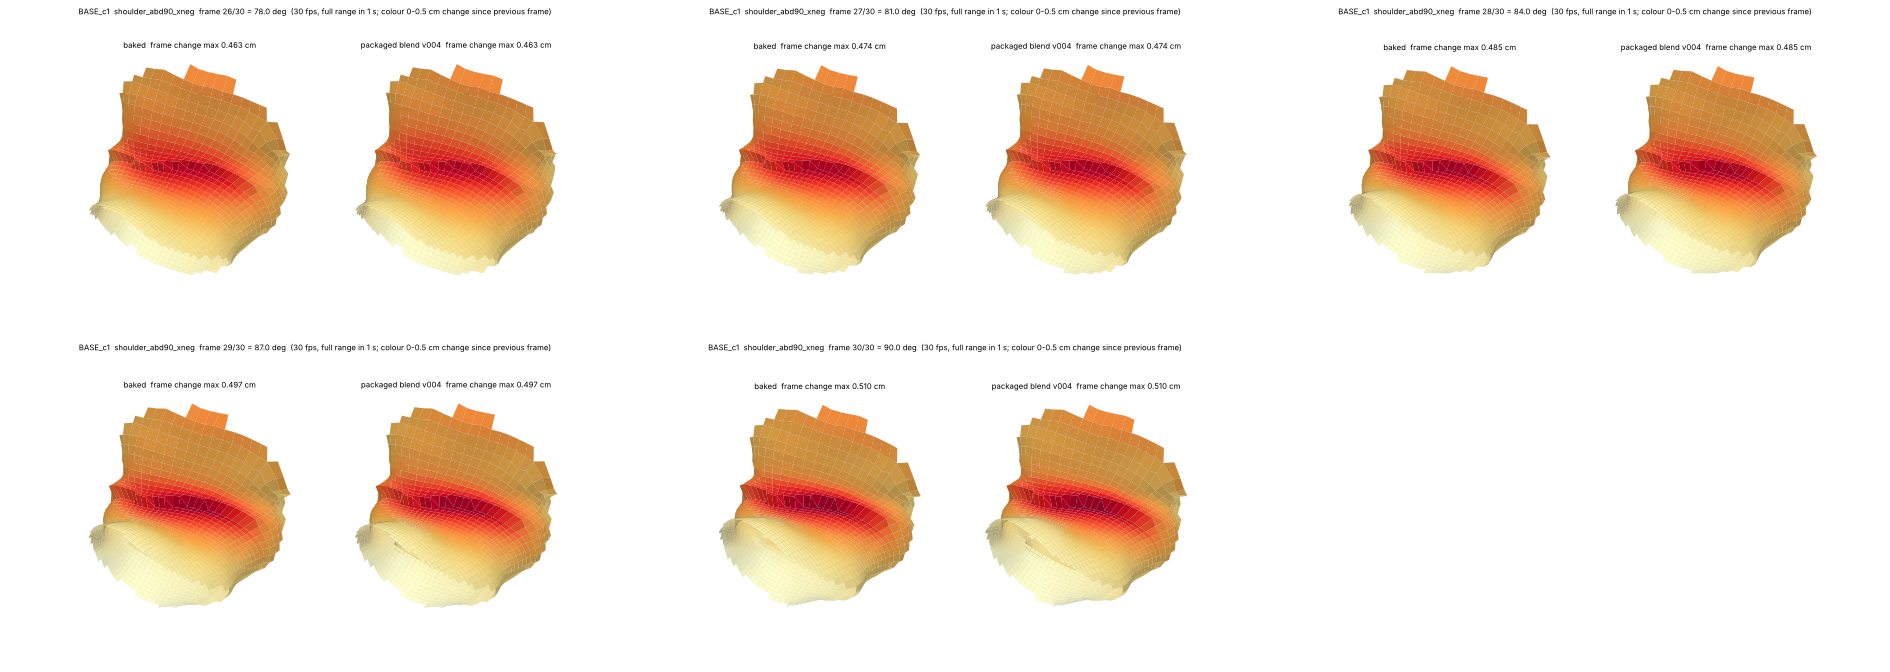 BASE_c1 shoulder_abd90_xneg frame 26/30 = 78.0 deg (30 fps, full range in 1 s; colour 0-0.5 cm change since previous frame)
baked frame change max 0.463 cm
packaged blend v004 frame change max 0.463 cm
BASE_c1 shoulder_abd90_xneg frame 27/30 = 81.0 deg (30 fps, full range in 1 s; colour 0-0.5 cm change since previous frame)
baked frame change max 0.474 cm
packaged blend v004 frame change max 0.474 cm
BASE_c1 shoulder_abd90_xneg frame 28/30 = 84.0 deg (30 fps, full range in 1 s; colour 0-0.5 cm change since previous frame)
baked frame change max 0.485 cm
packaged blend v004 frame change max 0.485 cm
BASE_c1 shoulder_abd90_xneg frame 29/30 = 87.0 deg (30 fps, full range in 1 s; colour 0-0.5 cm change since previous frame)
baked frame change max 0.497 cm
packaged blend v004 frame change max 0.497 cm
BASE_c1 shoulder_abd90_xneg frame 30/30 = 90.0 deg (30 fps, full range in 1 s; colour 0-0.5 cm change since previous frame)
baked frame change max 0.510 cm
packaged blend v004 frame change max 0.510 cm